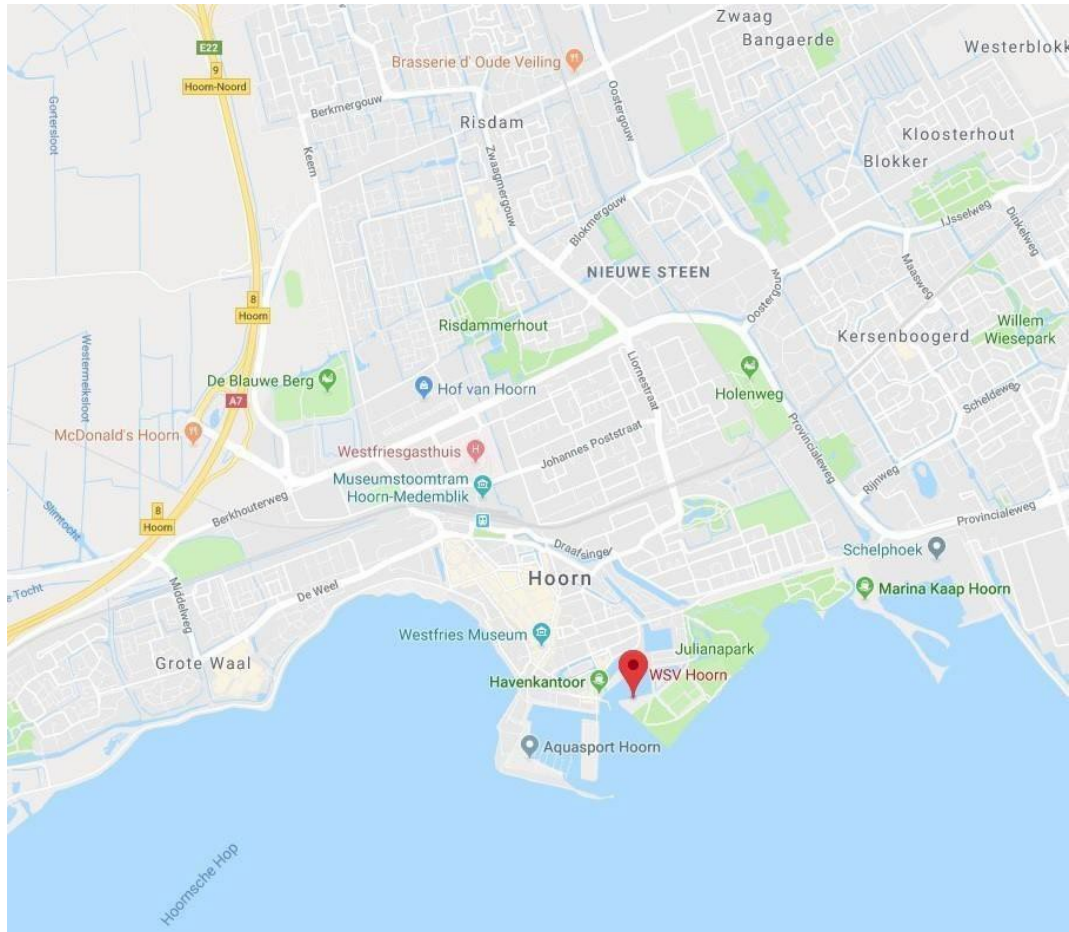 Zwaag
Bangaerde
E22
9
Hoorn-Noord
Brasserie d' Oude Veiling
Westerblokk
Gortersloot
Berkmergouw
Oostergouw
Risdam
Keern
Zwaagmergouw
Kloosterhout
Blokker
Blokmergouw
IJsselweg
Dinkelweg
NIEUWE STEEN
Maasweg
8
Hoorn
Oostergouw
Risdammerhout
Kersenboogerd
Willem
Wiesepark
Westermeiksloot
Liornestraat
De Blauwe Berg
Hof van Hoorn
Holenweg
A7
Scheldeweg
McDonald's Hoorn
Westfriesgasthuis
Johannes Poststraat
Provincialeweg
Museumstoomtram
Hoorn-Medemblik
Rijnweg
Slimtocht
8
Hoorn
Berkhouterweg
Provincialeweg
Draafsinger
Schelphoek
e Tocht
Middelweg
De Weel
Hoorn
Marina Kaap Hoorn
Westfries Museum
Julianapark
Grote Waal
WSV Hoorn
Havenkantoor
Aquasport Hoorn
Hoornsche Hop